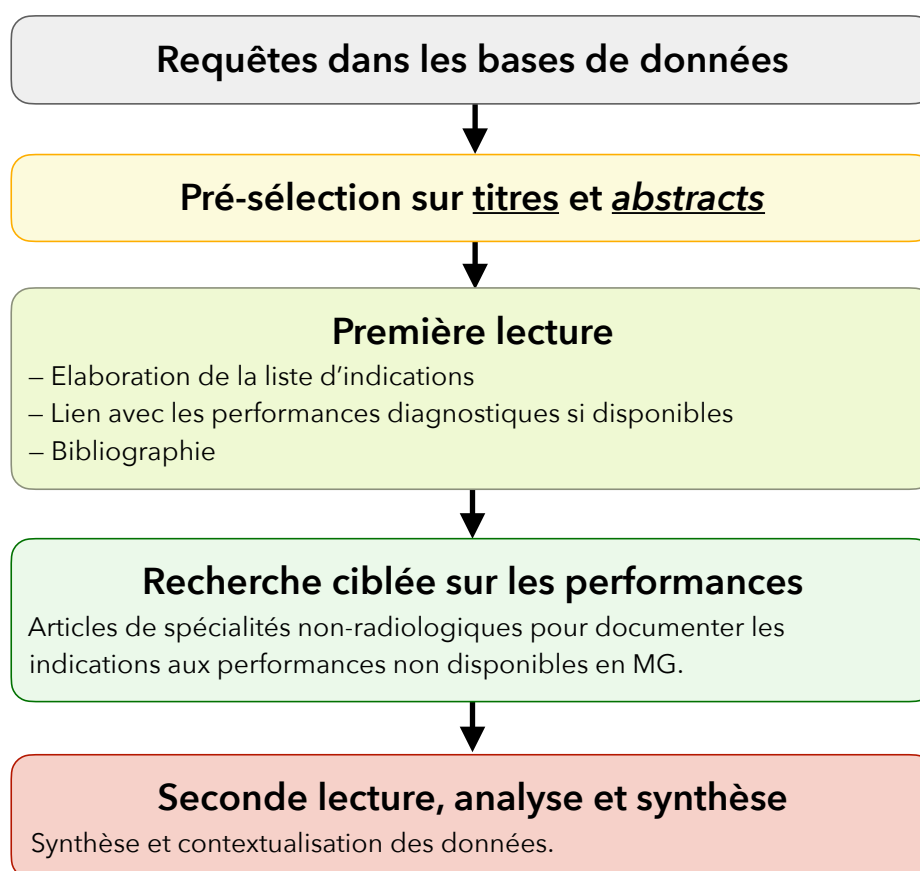 Requêtes dans les bases de données
Pré-sélection sur titres et abstracts
Première lecture
– Elaboration de la liste d'indications
– Lien avec les performances diagnostiques si disponibles
– Bibliographie
Recherche ciblée sur les performances
Articles de spécialités non-radiologiques pour documenter les
indications aux performances non disponibles en MG.
Seconde lecture, analyse et synthèse
Synthèse et contextualisation des données.